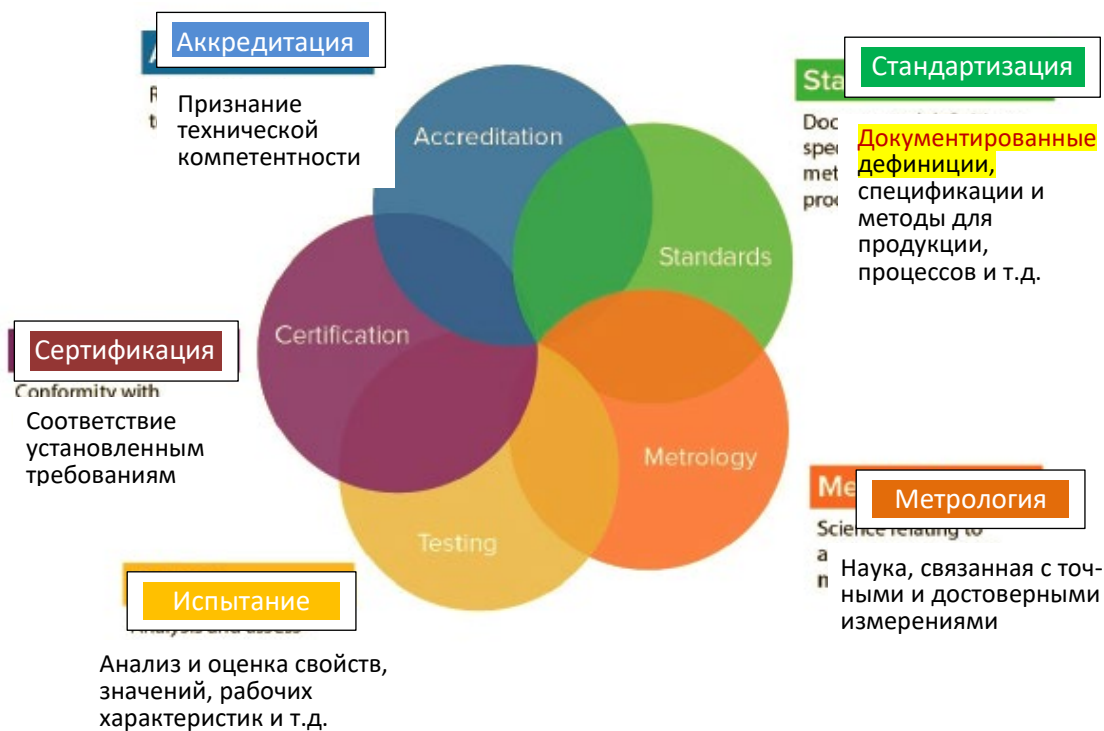 Аккредитация
Признание
технической
компетентности
Accreditation
Sta
Стандартизация
Документированные
дефиниции,
спецификации и
методы для
продукции,
процессов и т.д.
Standards
Certification
Сертификация
Conformity with
Соответствие
установленным
требованиям
Metrology
Me
Метрология
Science relating to
Наука, связанная с точ-
ными и достоверными
измерениями
Testing
Испытание
Анализ и оценка свойств,
значений, рабочих
характеристик и т.д.